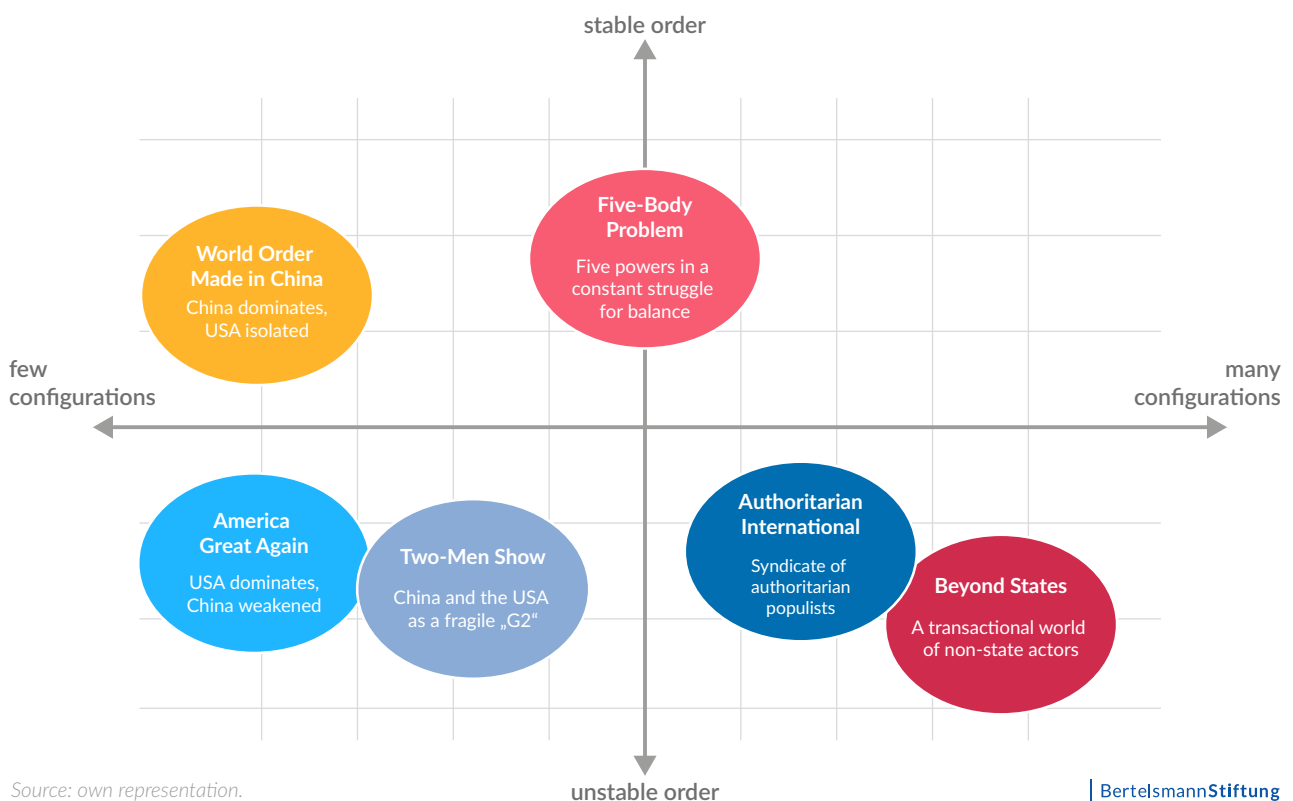 stable order
Five-Body
Problem
Five powers in a
constant struggle
for balance
World Order
Made in China
China dominates,
USA isolated
few
configurations
many
configurations
America
Great Again
USA dominates,
China weakened
Two-Men Show
China and the USA
as a fragile „G2“
Authoritarian
International
Syndicate of
authoritarian
populists
Beyond States
A transactional world
of non-state actors
unstable order
Source: own representation.
BertelsmannStiftung